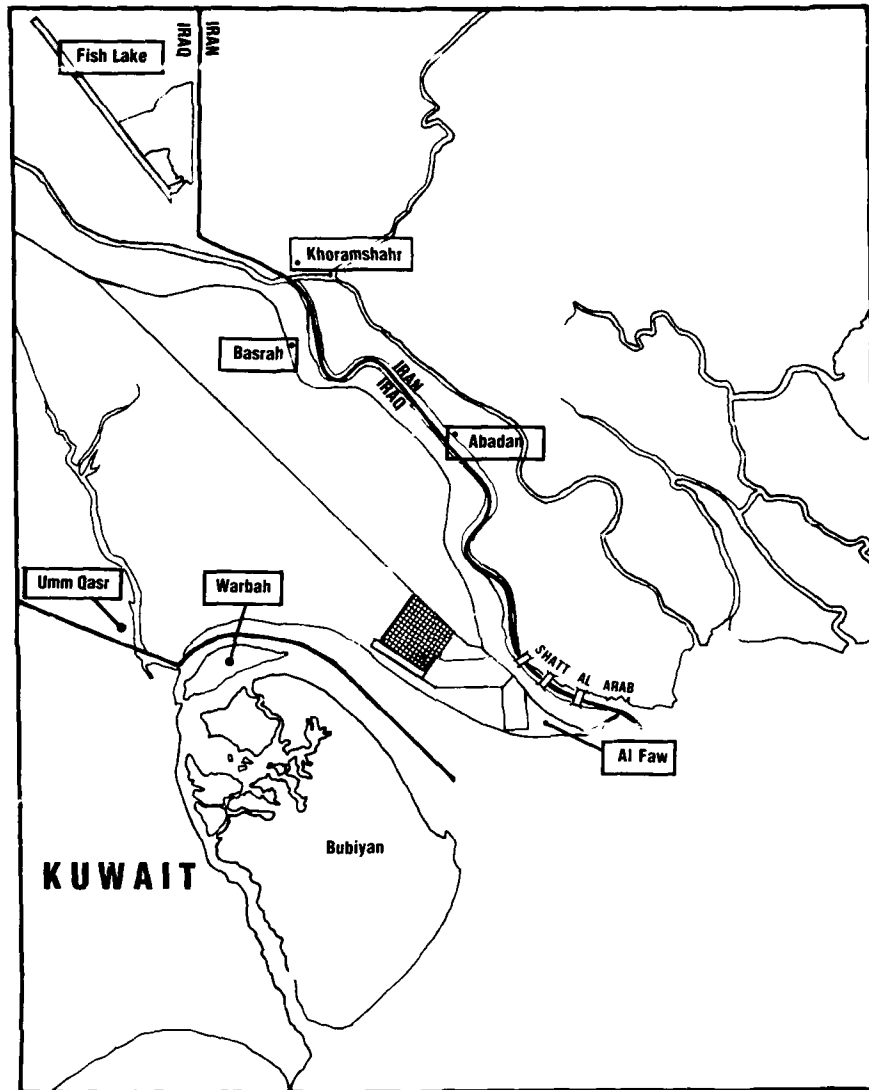 IRAN
IRAQ
Fish Lake
Khoramshahr
Basrah
IRAN
IRAQ
Abadan
Umm Qasr
Warbah
SHATT AL ARAB
Al Faw
Bubiyan
KUWAIT